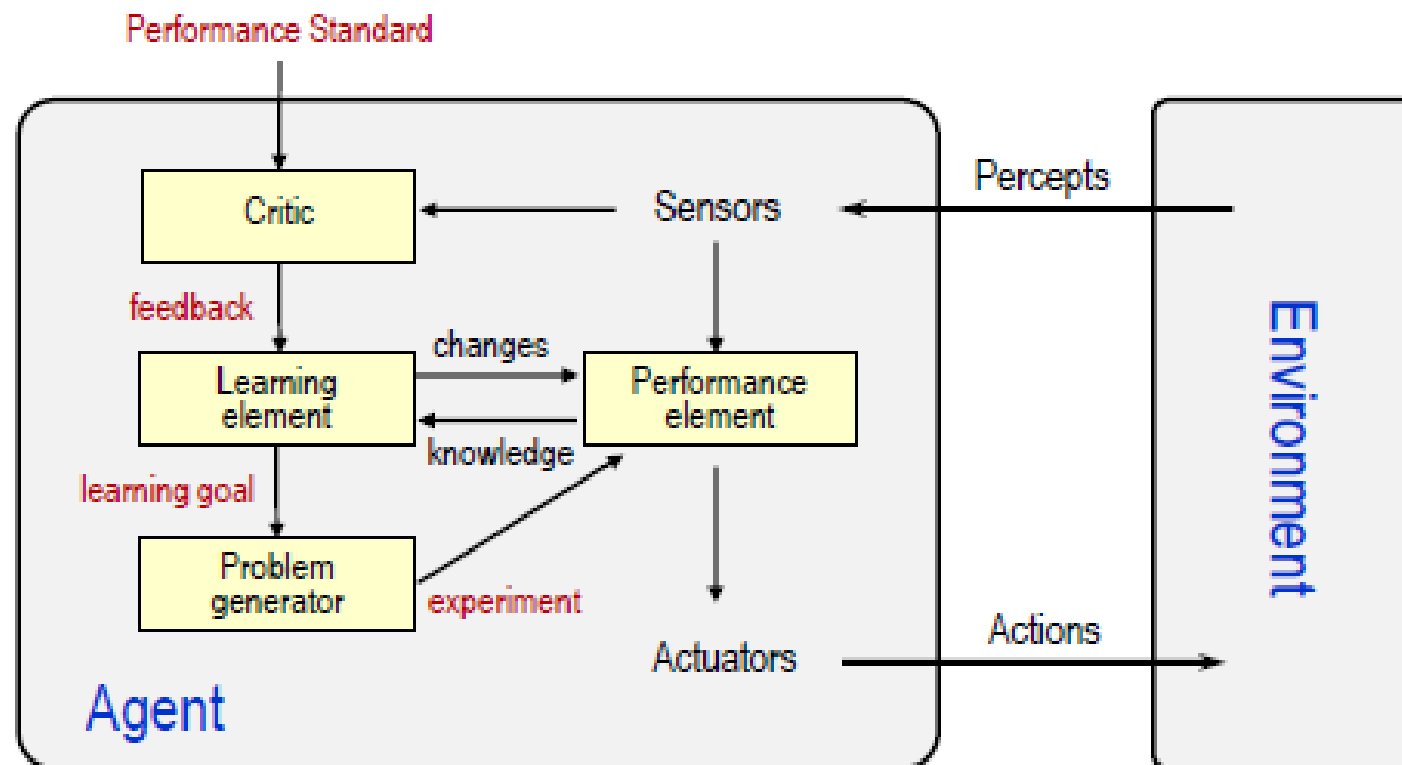 Performance Standard
Percepts
Critic
Sensors
feedback
changes
Learning
element
Performance
element
knowledge
learning goal
Problem
generator
experiment
Actuators
Actions
Agent
Environment